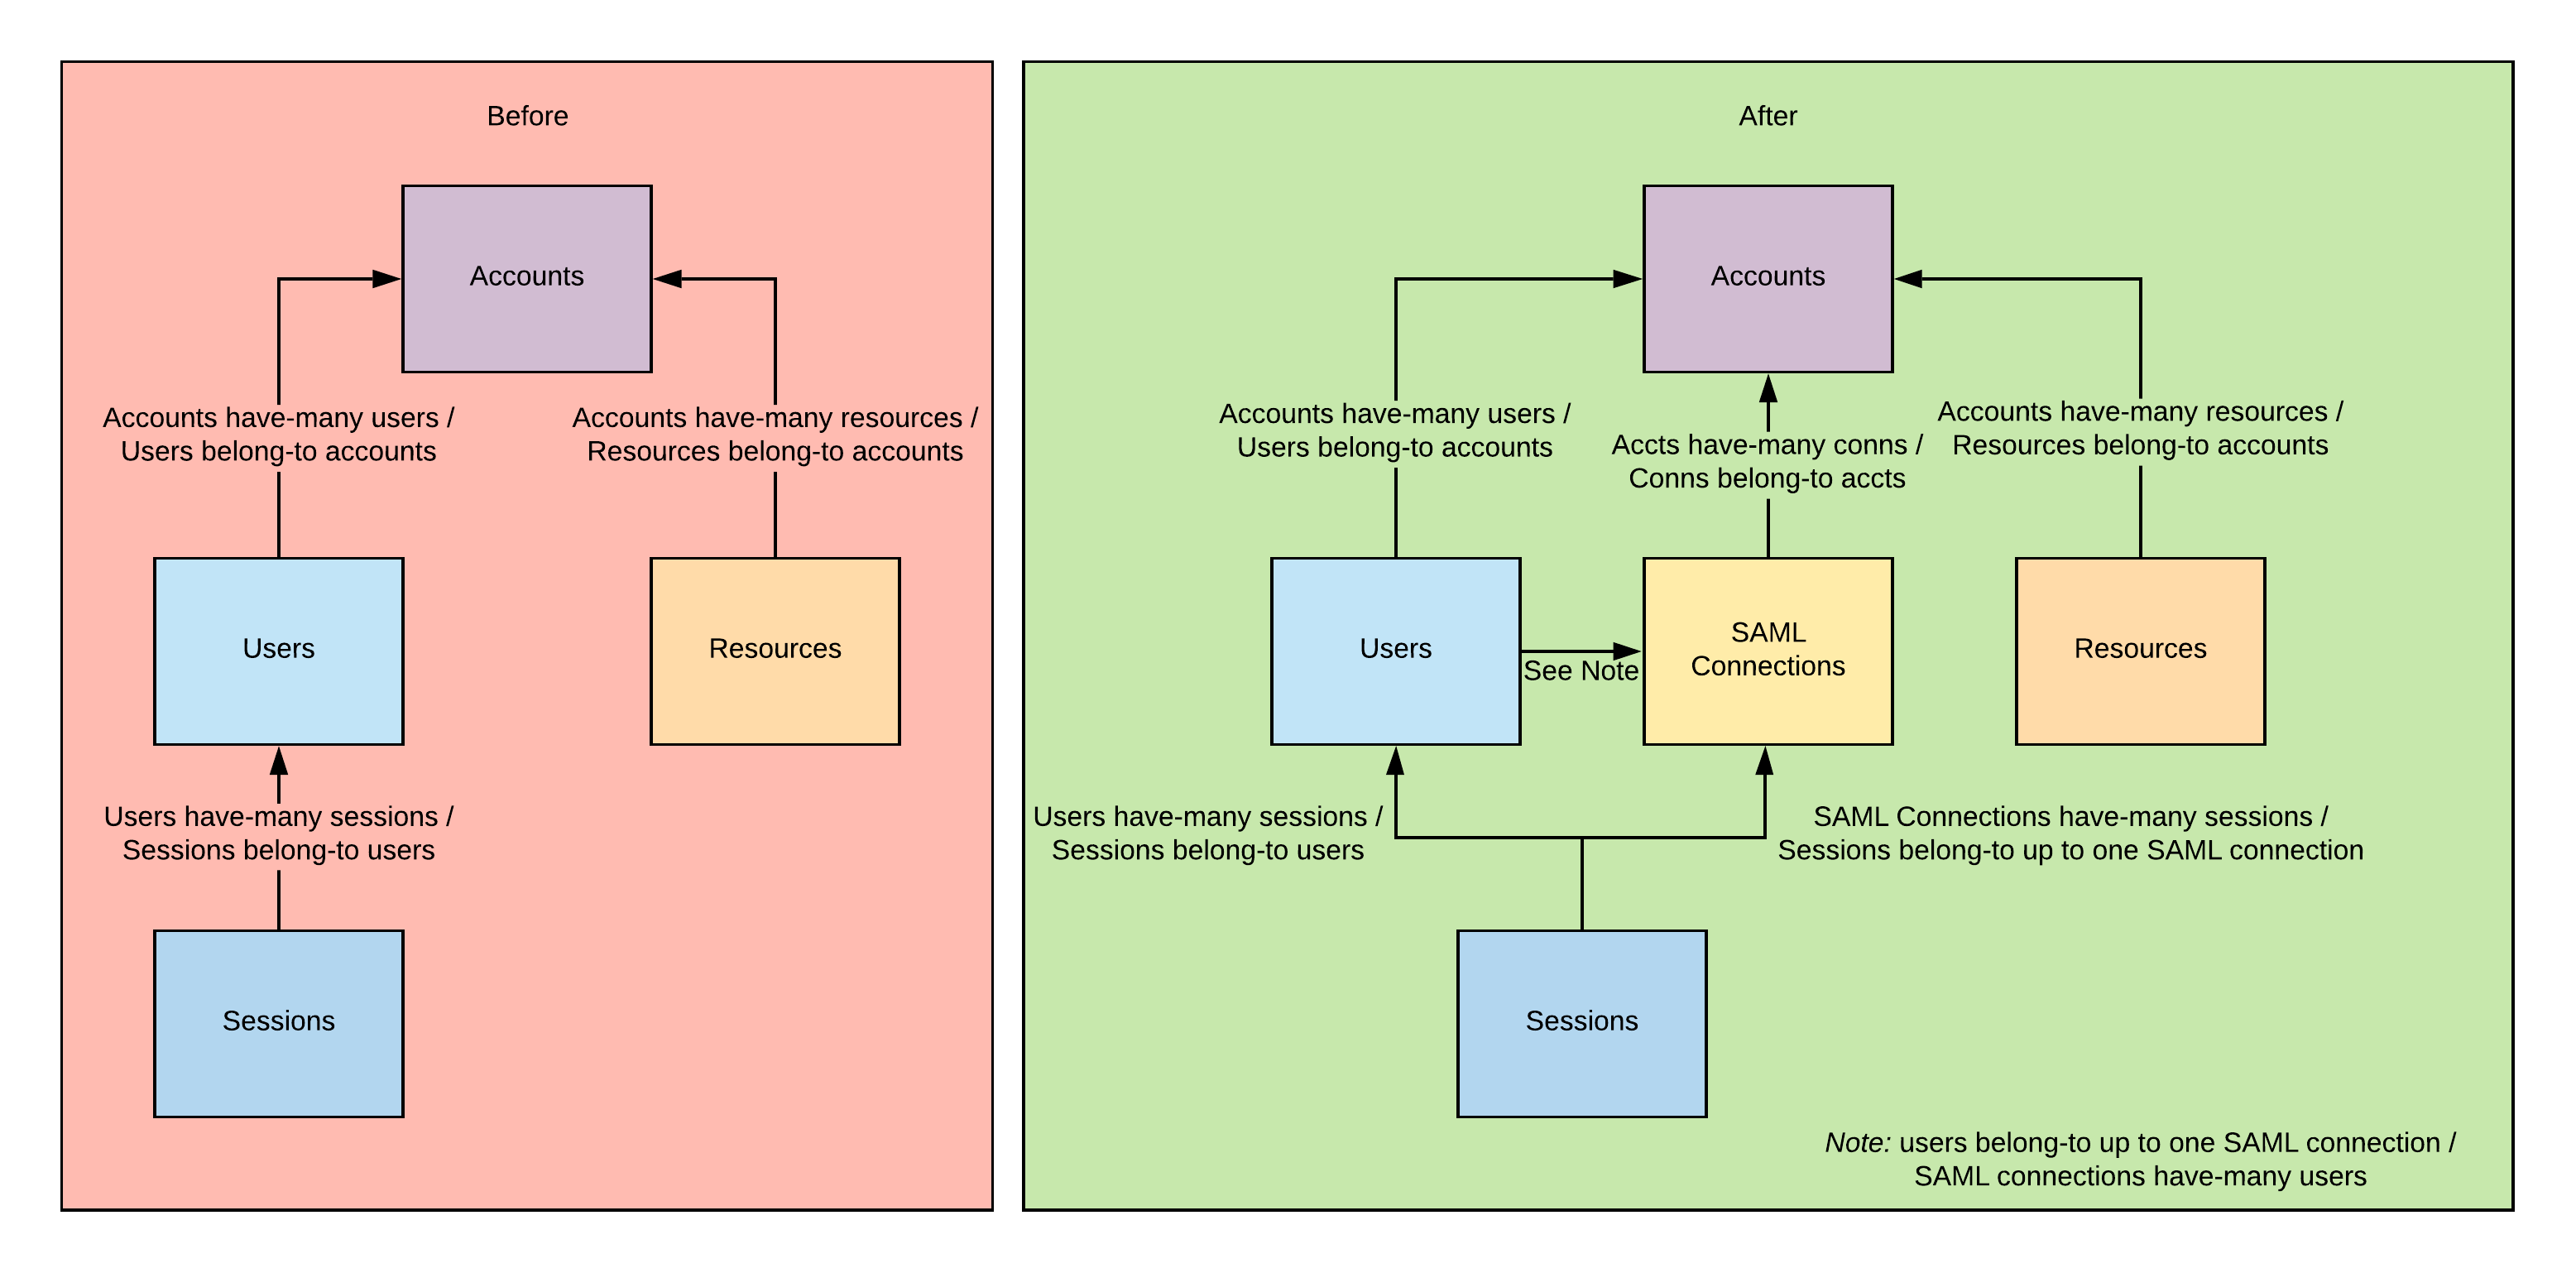 Before
Accounts
Accounts have-many users /
Users belong-to accounts
Accounts have-many resources /
Resources belong-to accounts
Users
Resources
Users have-many sessions /
Sessions belong-to users
Sessions
After
Accounts
Accounts have-many users /
Users belong-to accounts
Accts have-many conns /
Conns belong-to accts
Accounts have-many resources /
Resources belong-to accounts
Users
See Note
SAML
Connections
Resources
Users have-many sessions /
Sessions belong-to users
SAML Connections have-many sessions /
Sessions belong-to up to one SAML connection
Sessions
Note: users belong-to up to one SAML connection /
SAML connections have-many users